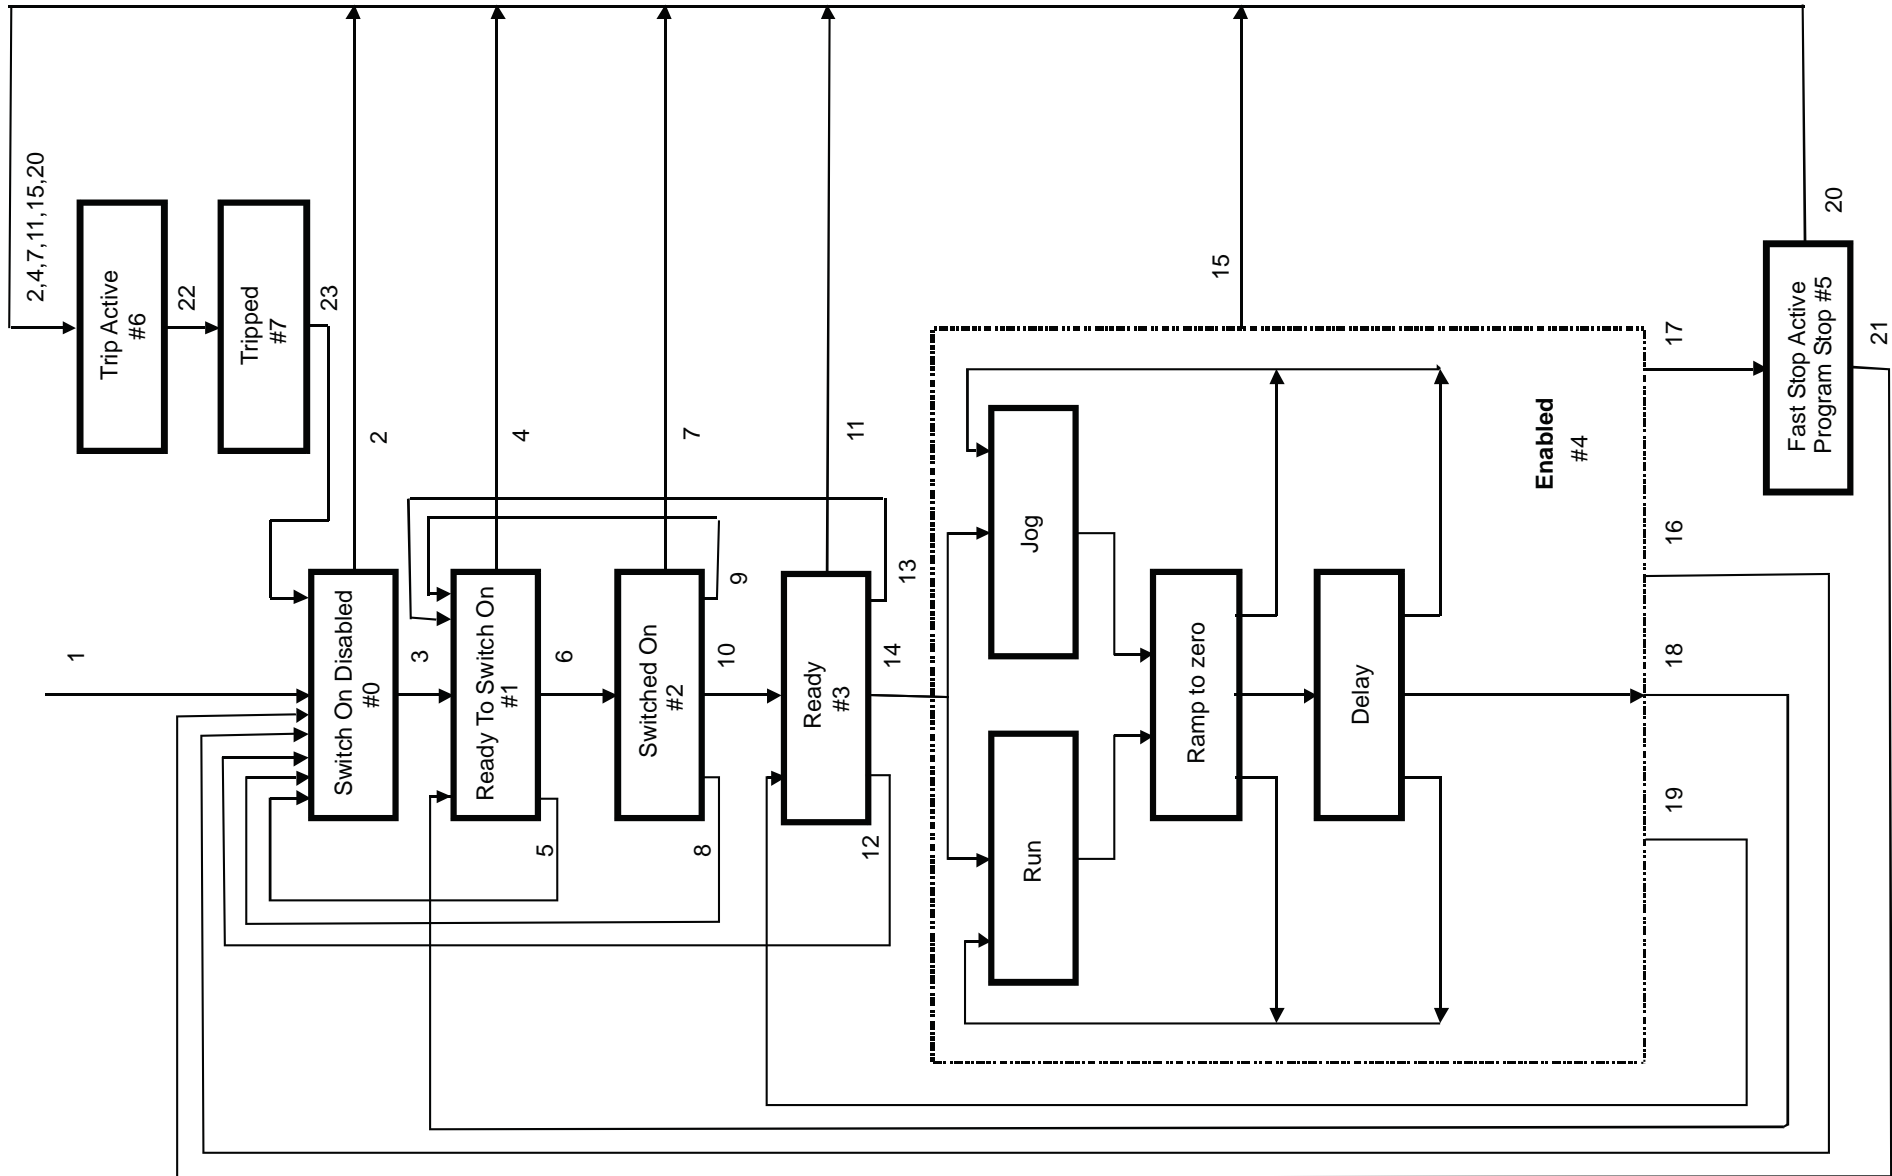 2,4,7,11,15,20
Trip Active
#6
22
Tripped
#7
23
1
Switch On Disabled
#0
2
3
Ready To Switch On
#1
4
5
6
Switched On
#2
7
8
9
10
Ready
#3
11
12
13
14
Enabled
#4
Run
Jog
Ramp to zero
Delay
15
16
17
18
19
Fast Stop Active
Program Stop #5
20
21